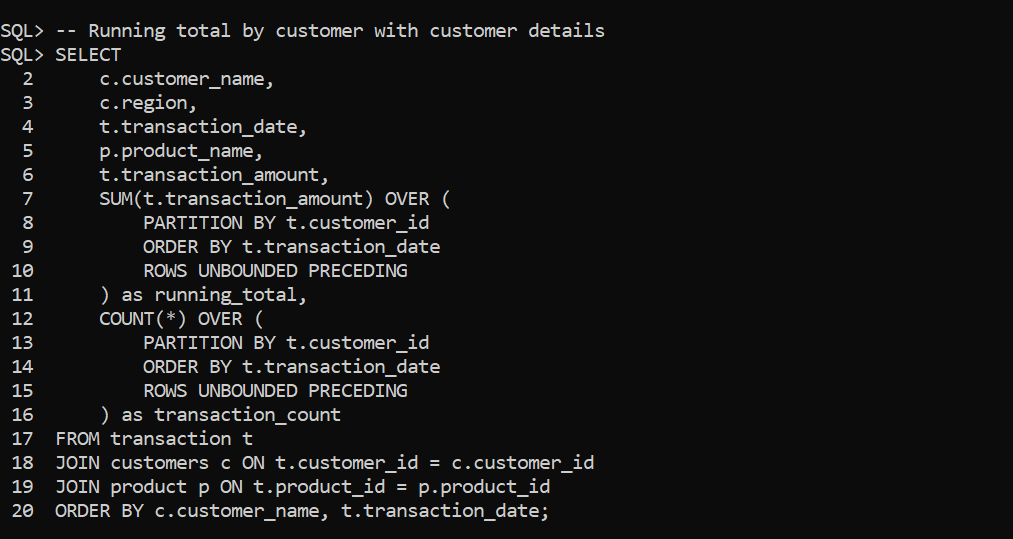 SQL> -- Running total by customer with customer details
SQL> SELECT
  2      c.customer_name,
  3      c.region,
  4      t.transaction_date,
  5      p.product_name,
  6      t.transaction_amount,
  7      SUM(t.transaction_amount) OVER (
  8          PARTITION BY t.customer_id
  9          ORDER BY t.transaction_date
 10          ROWS UNBOUNDED PRECEDING
 11      ) as running_total,
 12      COUNT(*) OVER (
 13          PARTITION BY t.customer_id
 14          ORDER BY t.transaction_date
 15          ROWS UNBOUNDED PRECEDING
 16      ) as transaction_count
 17  FROM transaction t
 18  JOIN customers c ON t.customer_id = c.customer_id
 19  JOIN product p ON t.product_id = p.product_id
 20  ORDER BY c.customer_name, t.transaction_date;